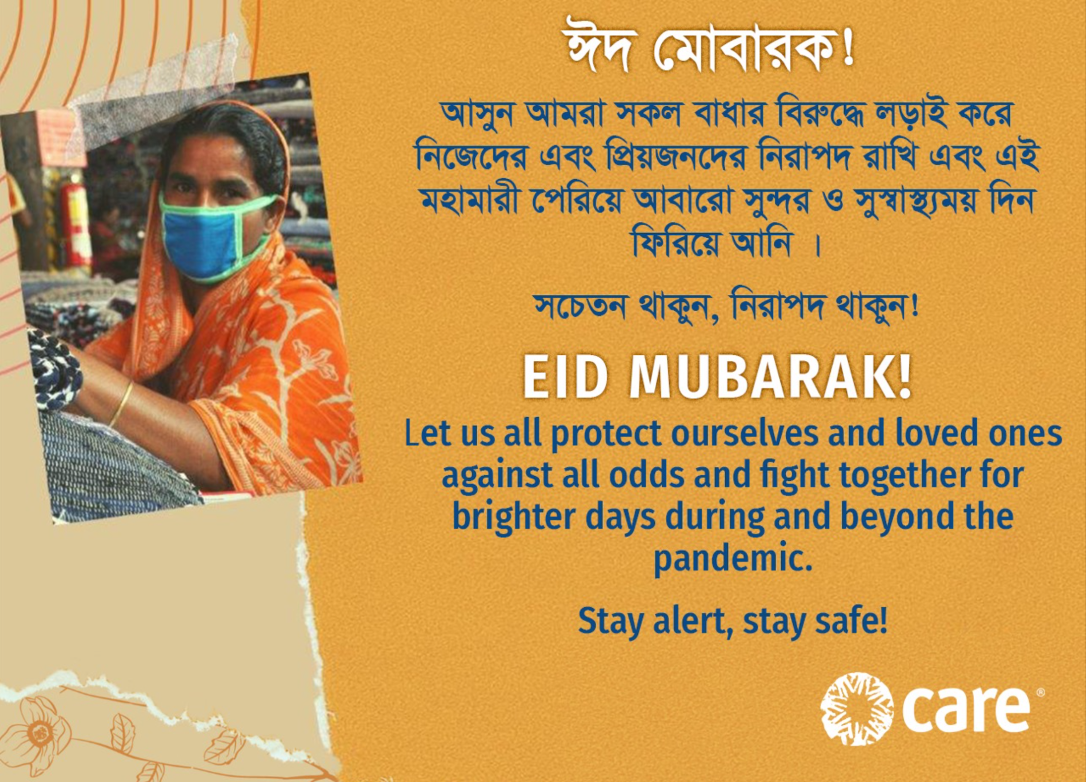 ঈদ মোবারক!
আসুন আমরা সকল বাধার বিরুদ্ধে লড়াই করে
নিজেদের এবং প্রিয়জনদের নিরাপদ রাখি এবং এই
মহামারী পেরিয়ে আবারো সুন্দর ও সুস্বাস্থ্যময় দিন
ফিরিয়ে আনি ।
সচেতন থাকুন, নিরাপদ থাকুন!
EID MUBARAK!
Let us all protect ourselves and loved ones
against all odds and fight together for
brighter days during and beyond the
pandemic.
Stay alert, stay safe!
care®